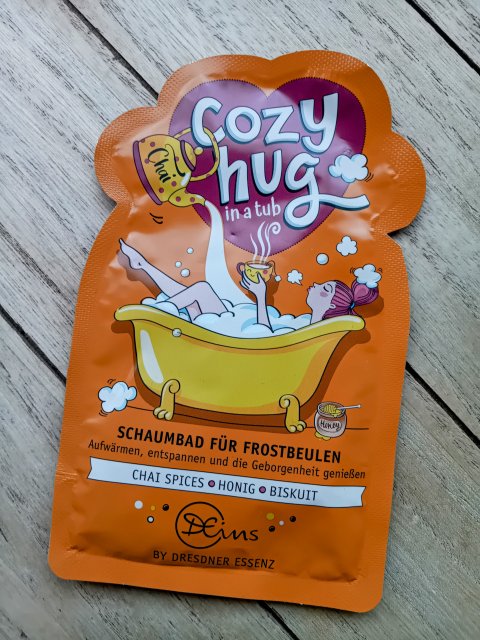 Chai
cozy
hug
in a tub
Honey
SCHAUMBAD FÜR FROSTBEULEN
Aufwärmen, entspannen und die Geborgenheit genießen
CHAI SPICES • HONIG • BISKUIT
DEins
BY DRESDNER ESSENZ